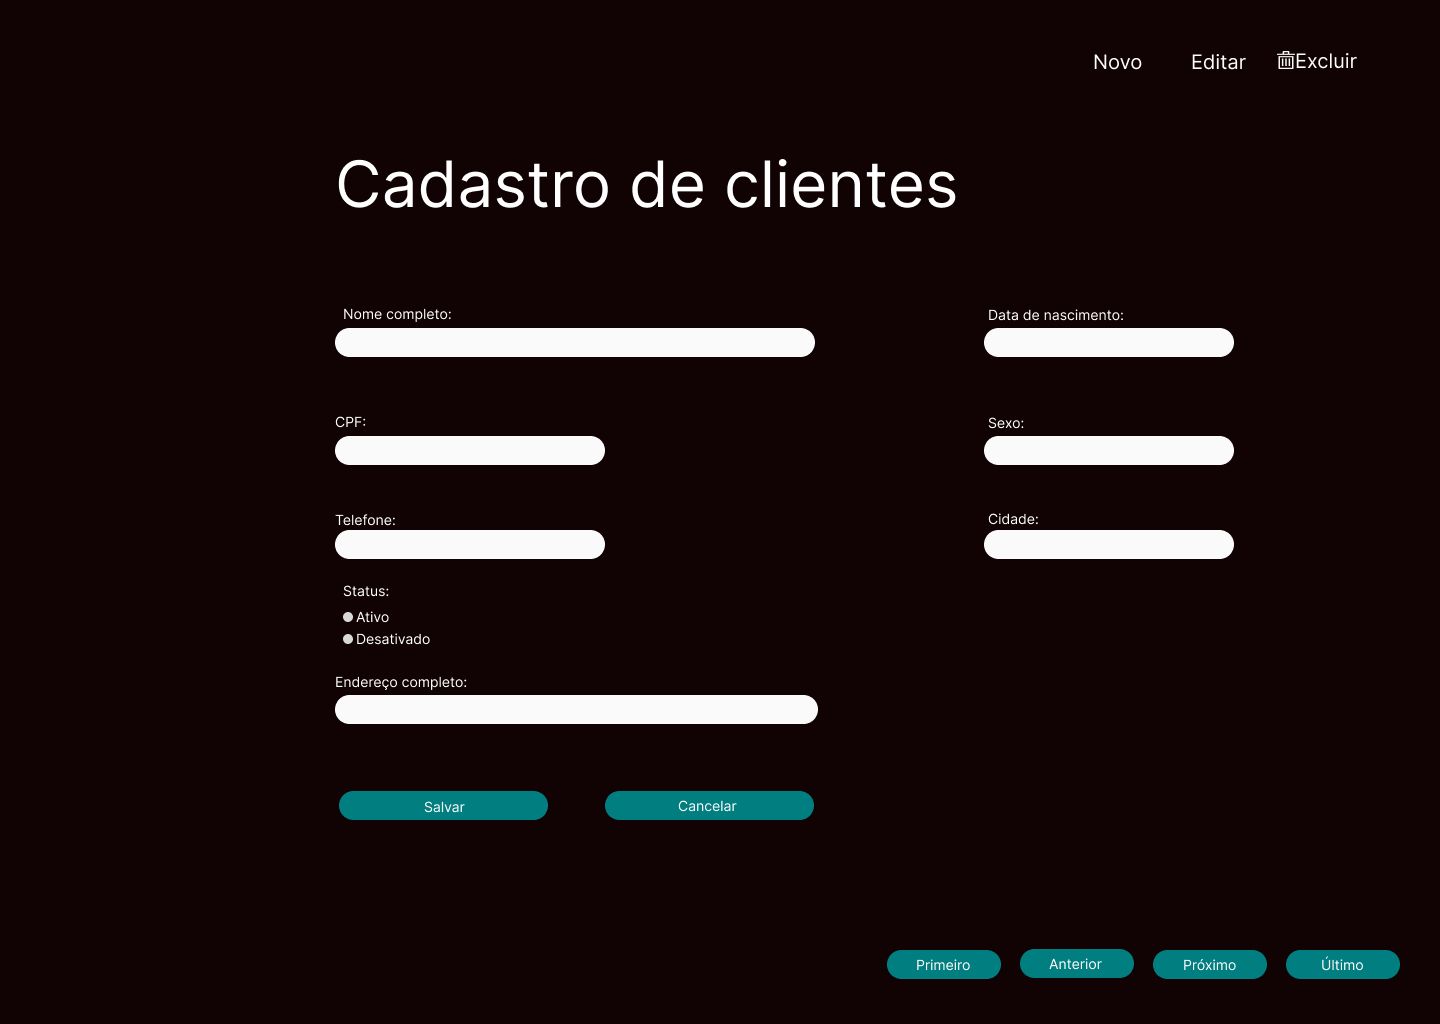 Novo Editar Excluir
Cadastro de clientes
Nome completo: Data de nascimento:
CPF: Sexo:
Telefone: Cidade:
Status:
Ativo
Desativado
Endereço completo:
Salvar Cancelar
Primeiro Anterior Próximo Último